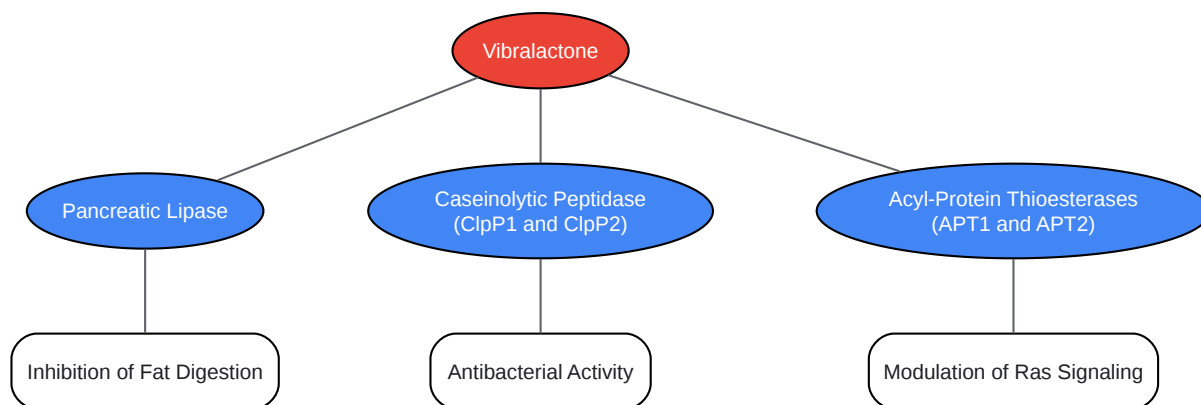 Vibralactone
Pancreatic Lipase
Caseinolytic Peptidase
(ClpP1 and ClpP2)
Acyl-Protein Thioesterases
(APT1 and APT2)
Inhibition of Fat Digestion
Antibacterial Activity
Modulation of Ras Signaling